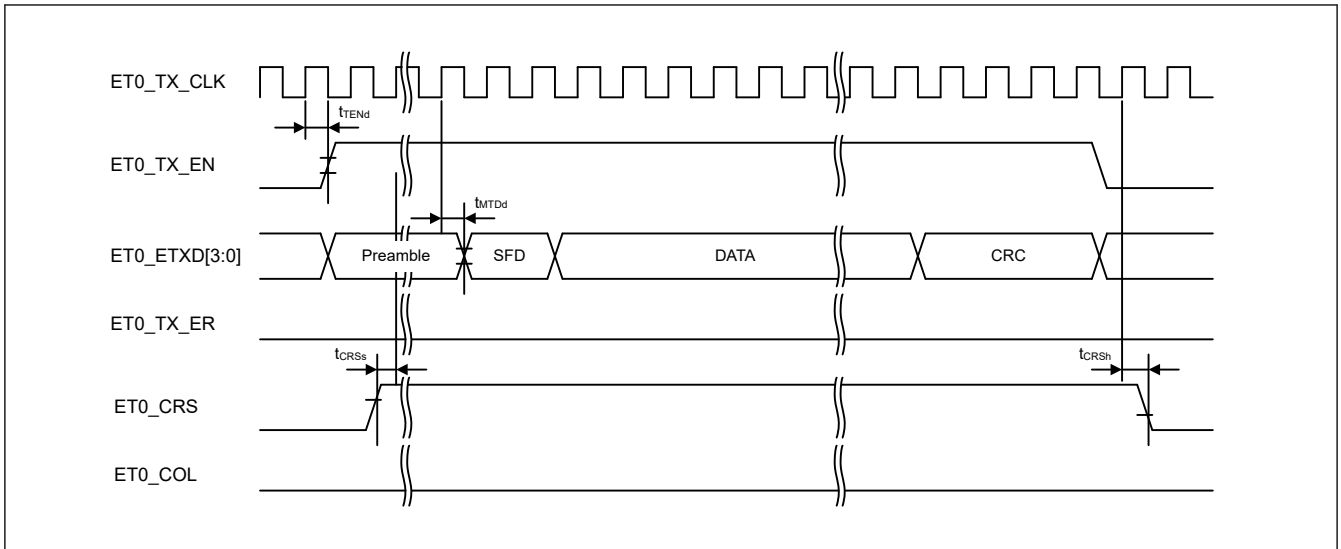 ET0_TX_CLK
tTENd
ET0_TX_EN
tMTDd
ET0_ETXD[3:0]
Preamble SFD DATA CRC
ET0_TX_ER
tCRSs tCRSh
ET0_CRS
ET0_COL